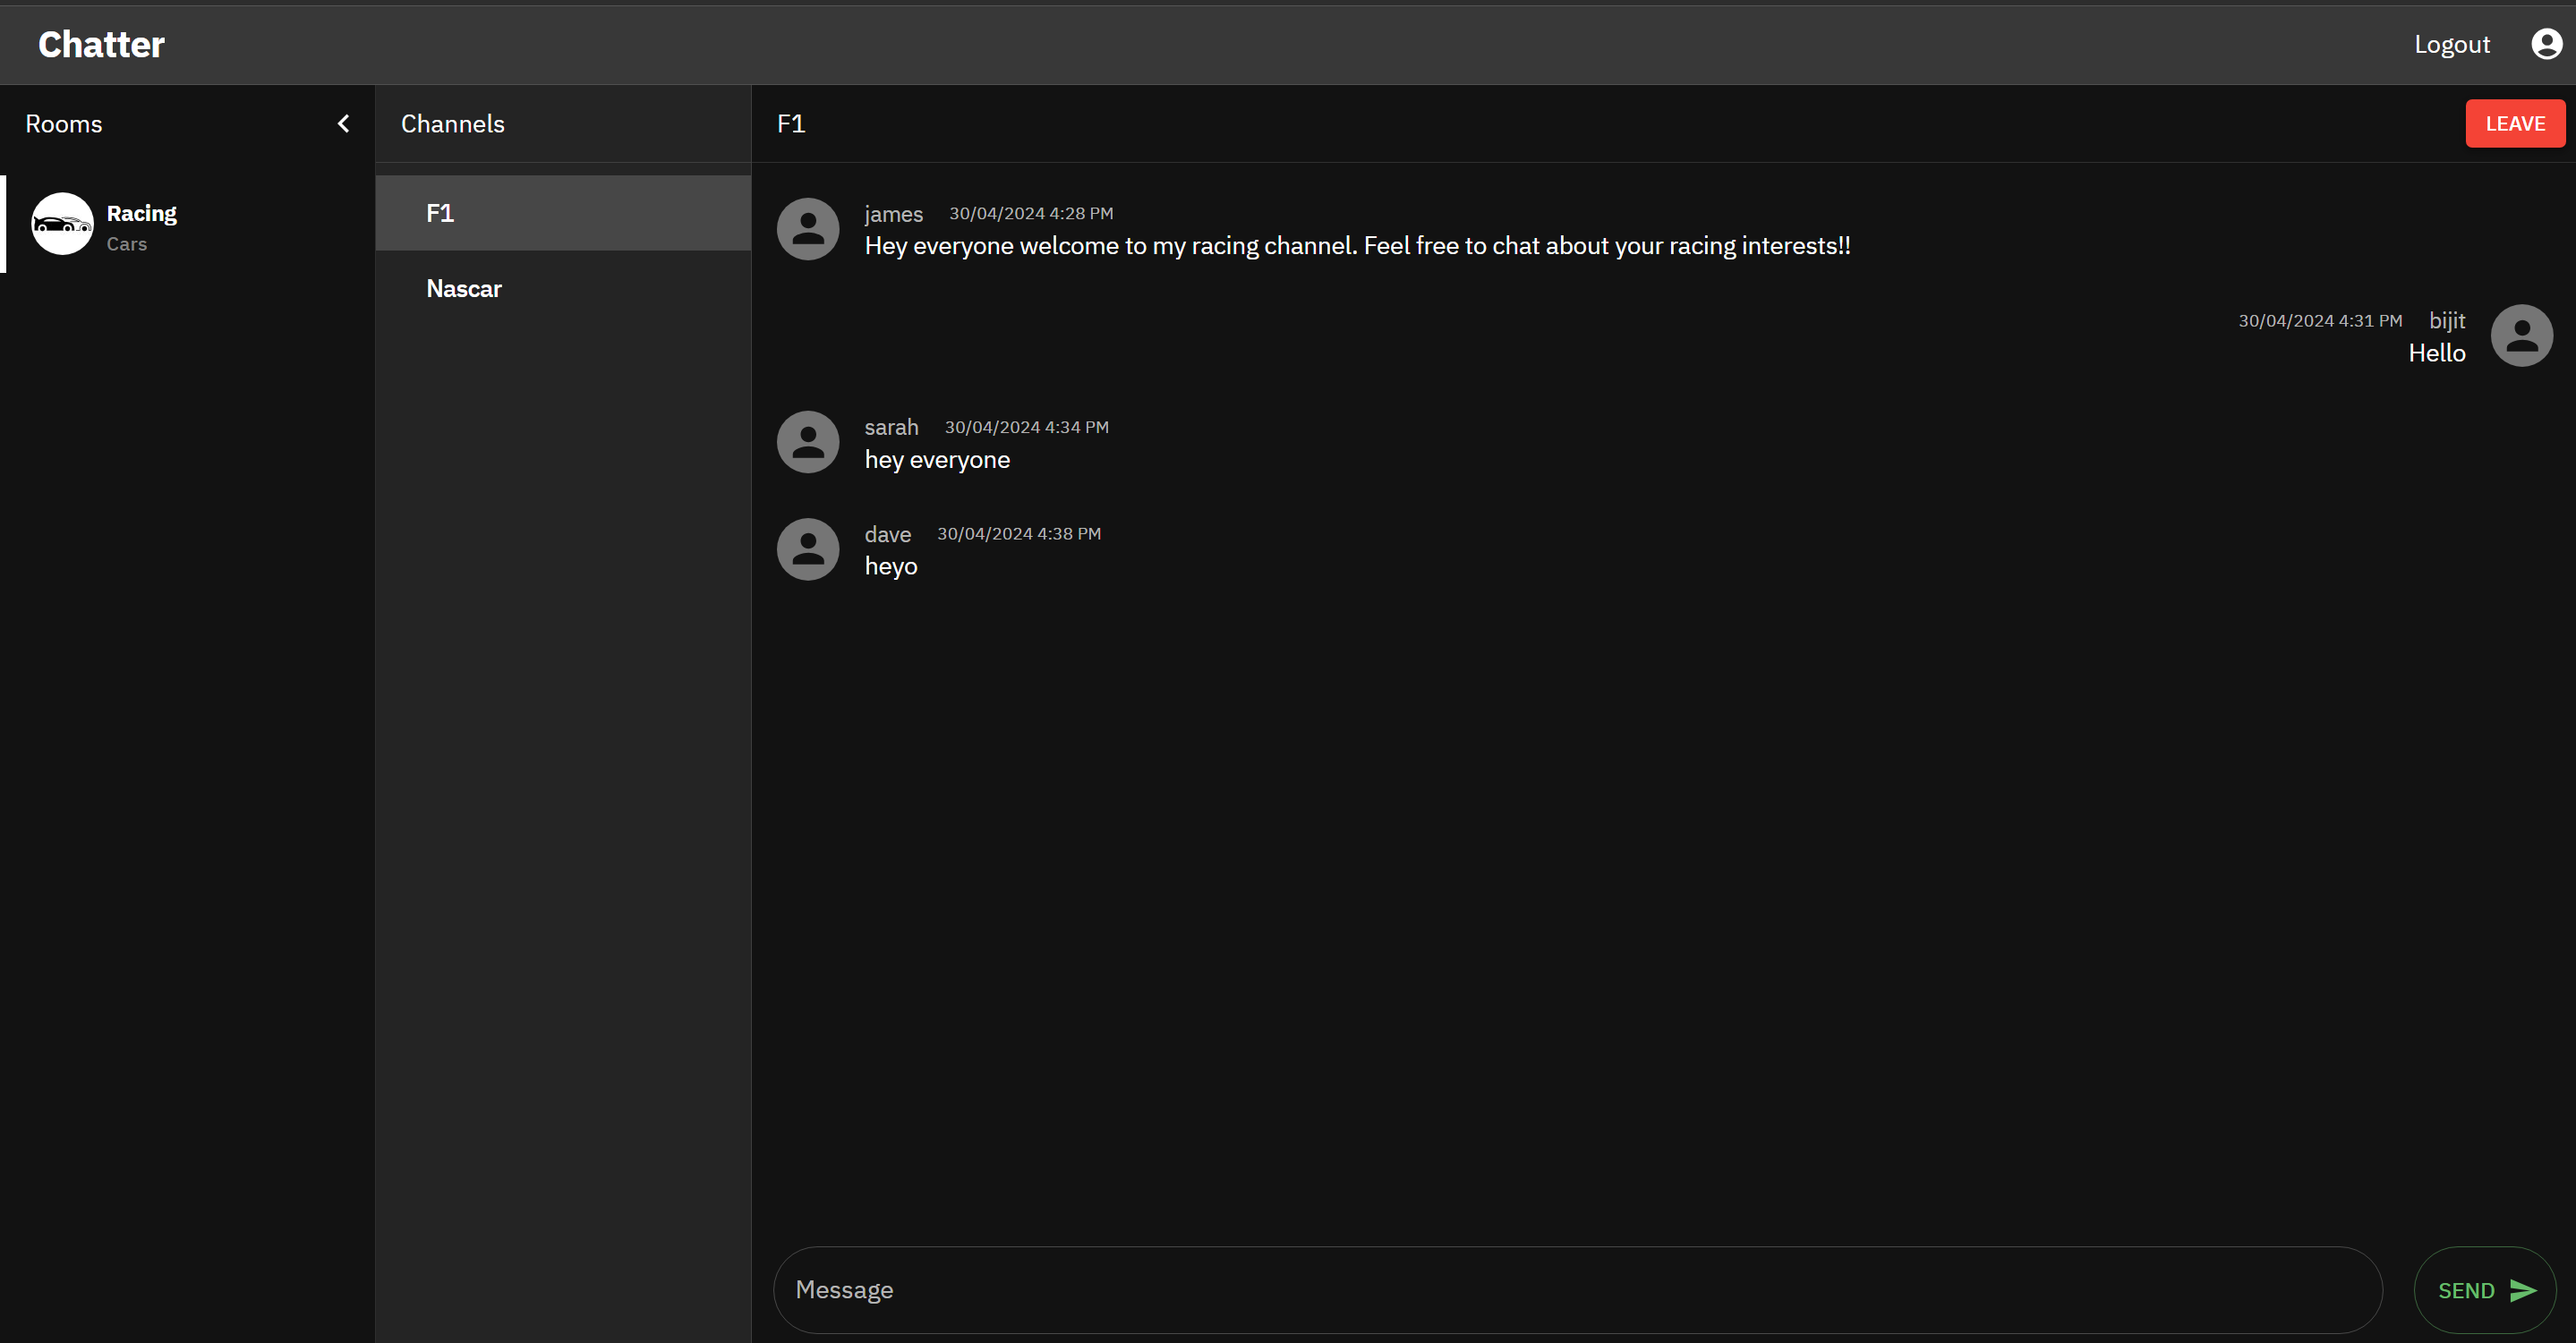 Chatter
Logout
Rooms
Racing
Cars
Channels
F1
Nascar
F1
LEAVE
james 30/04/2024 4:28 PM
Hey everyone welcome to my racing channel. Feel free to chat about your racing interests!!
30/04/2024 4:31 PM bijit
Hello
sarah 30/04/2024 4:34 PM
hey everyone
dave 30/04/2024 4:38 PM
heyo
Message
SEND